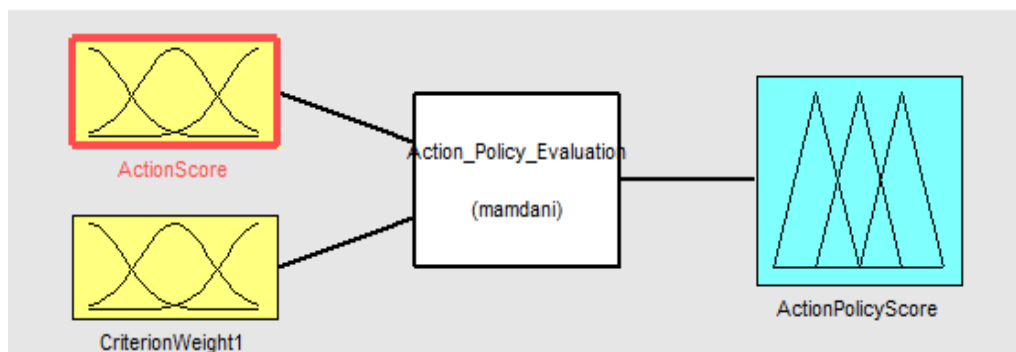 ActionScore
Action_Policy_Evaluation
(mamdani)
CriterionWeight1
ActionPolicyScore